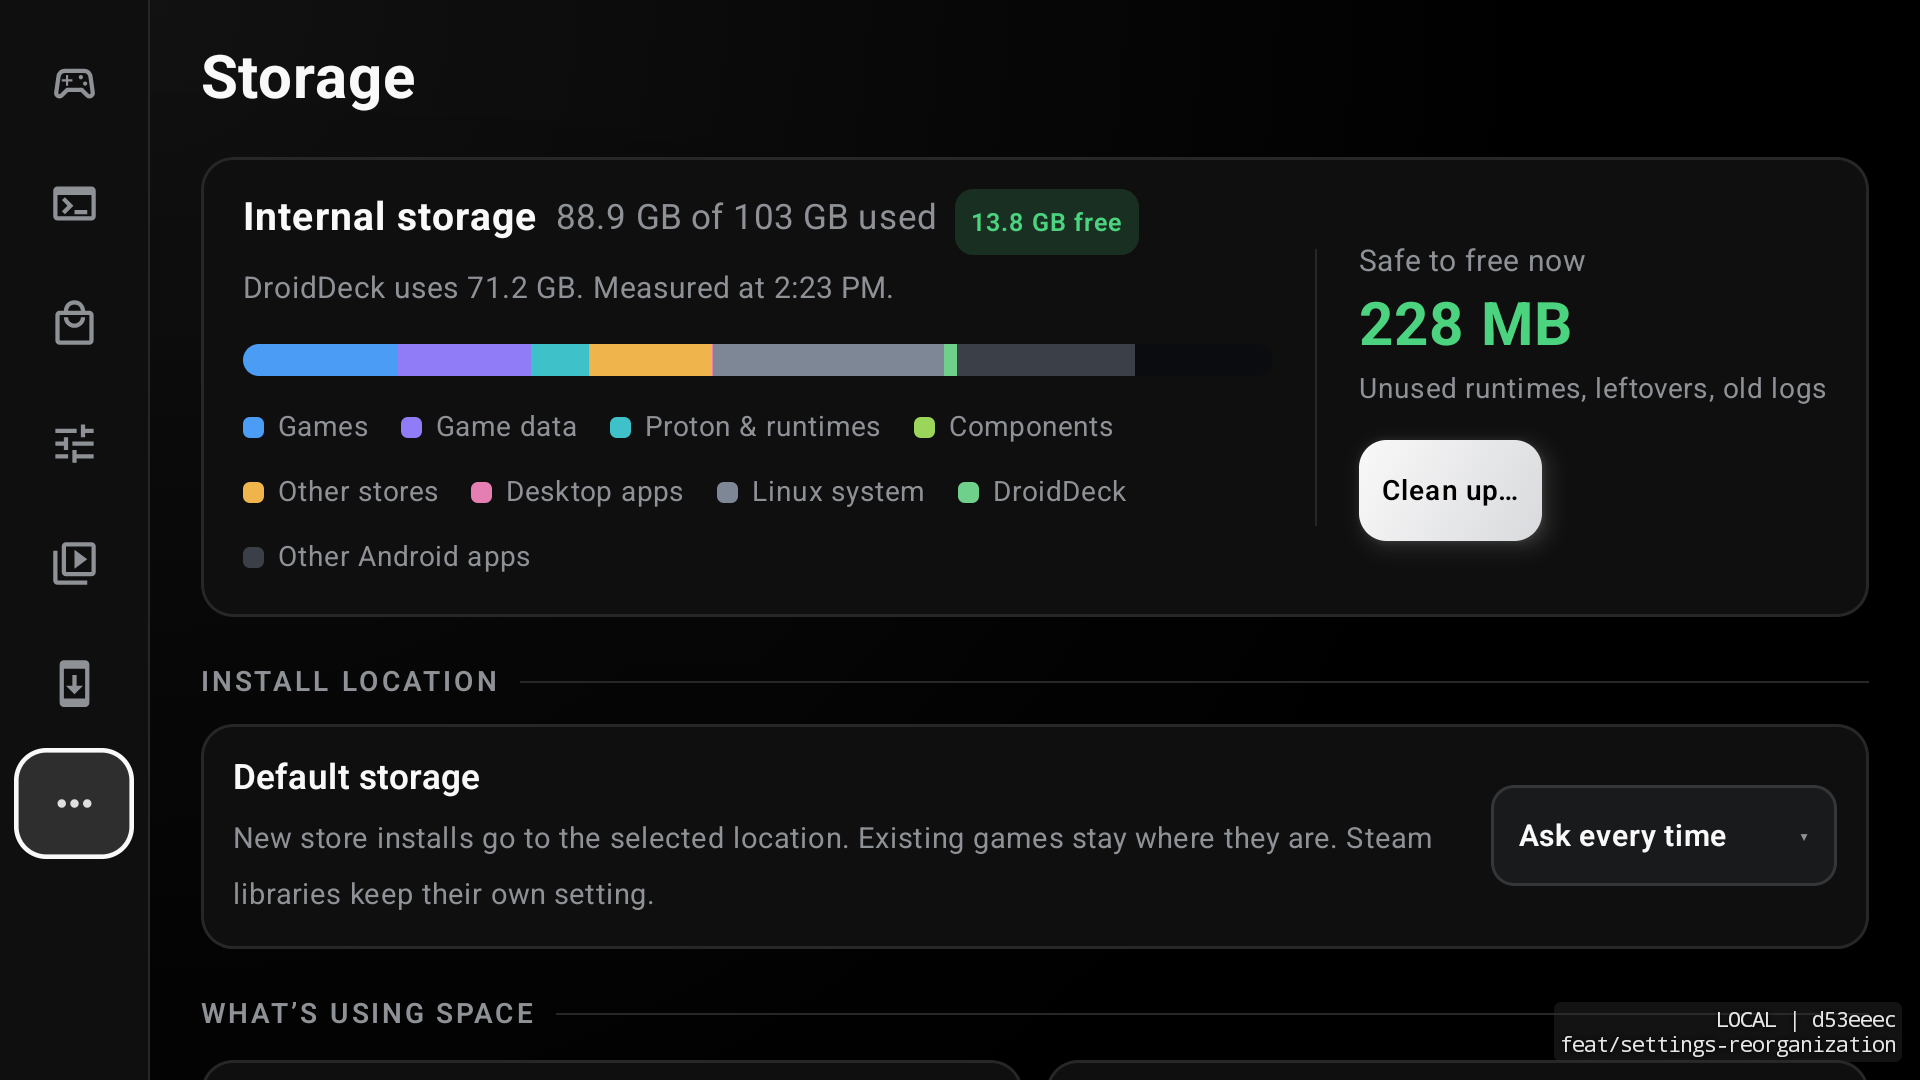 Storage
Internal storage 88.9 GB of 103 GB used 13.8 GB free
DroidDeck uses 71.2 GB. Measured at 2:23 PM.
Games Game data Proton & runtimes Components
Other stores Desktop apps Linux system DroidDeck
Other Android apps
Safe to free now
228 MB
Unused runtimes, leftovers, old logs
Clean up…
INSTALL LOCATION
Default storage
New store installs go to the selected location. Existing games stay where they are. Steam
libraries keep their own setting.
Ask every time
WHAT’S USING SPACE
LOCAL | d53eeec
feat/settings-reorganization